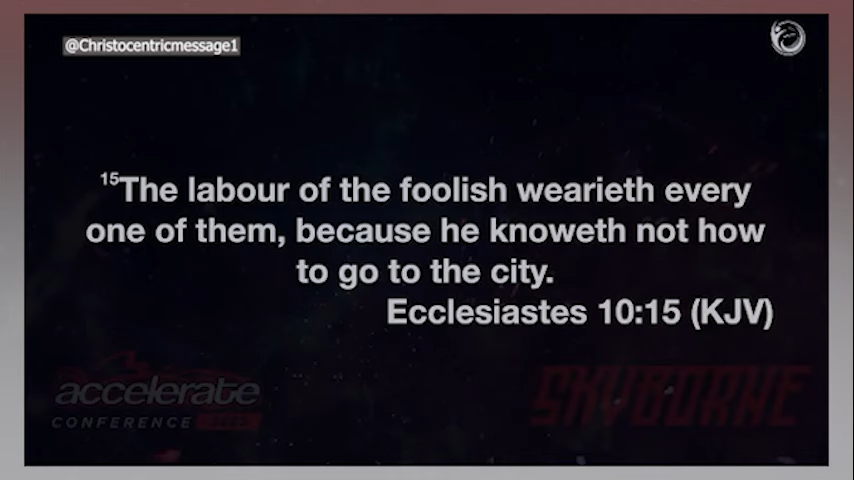 @Christocentricmessage1
15The labour of the foolish wearieth every
one of them, because he knoweth not how
to go to the city.
Ecclesiastes 10:15 (KJV)
accelerate
CONFERENCE
SKYBORNE